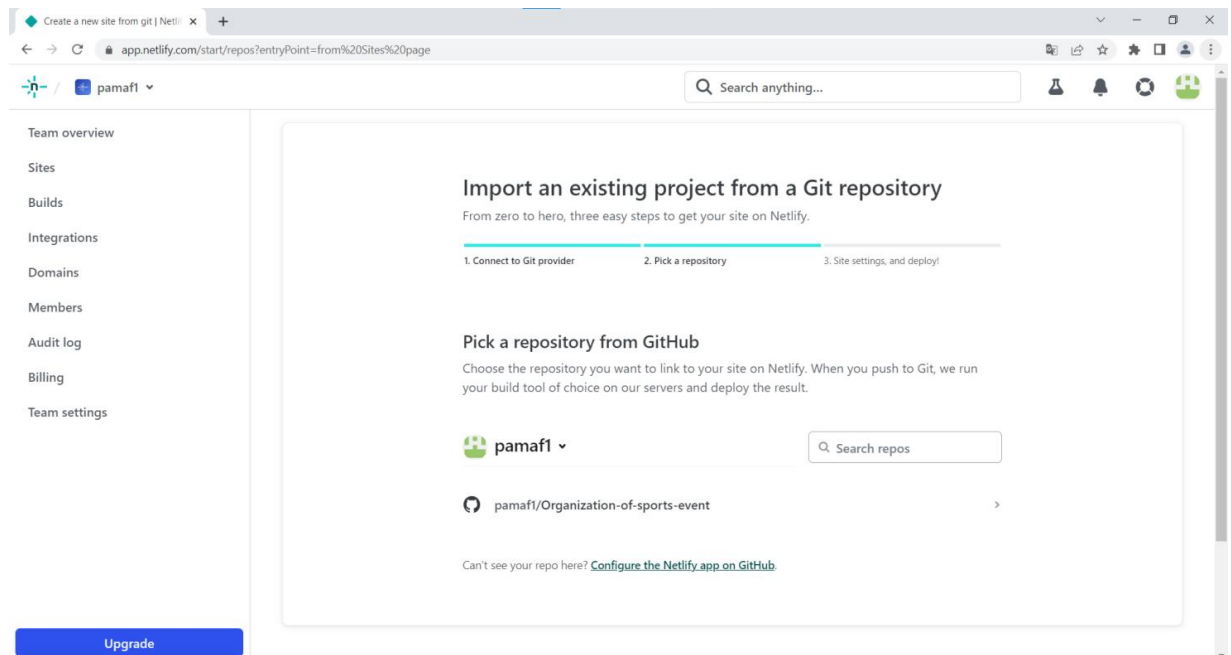 Create a new site from git | Netli
app.netlify.com/start/repos?entryPoint=from%20Sites%20page
n / pamaf1
Search anything...
Team overview
Sites
Builds
Integrations
Domains
Members
Audit log
Billing
Team settings
Upgrade
Import an existing project from a Git repository
From zero to hero, three easy steps to get your site on Netlify.
1. Connect to Git provider 2. Pick a repository 3. Site settings, and deploy!
Pick a repository from GitHub
Choose the repository you want to link to your site on Netlify. When you push to Git, we run
your build tool of choice on our servers and deploy the result.
pamaf1 Search repos
pamaf1/Organization-of-sports-event
Can't see your repo here? Configure the Netlify app on GitHub.